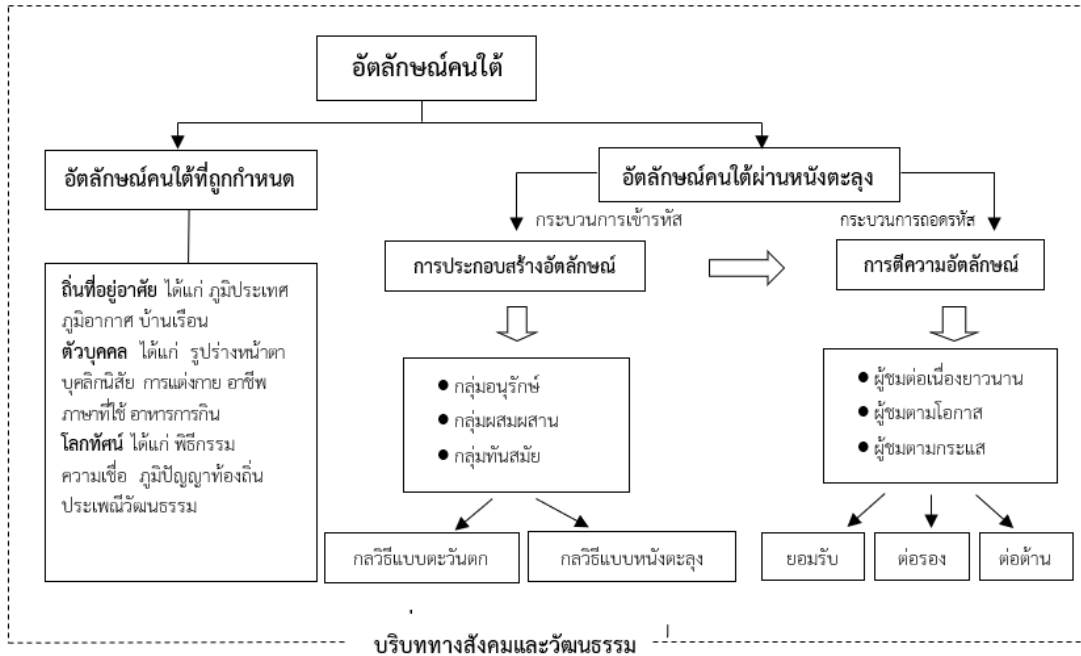 อัตลักษณ์คนใต้
อัตลักษณ์คนใต้ที่ถูกกำหนด
อัตลักษณ์คนใต้ผ่านหนังตะลุง
กระบวนการเข้ารหัส
กระบวนการถอดรหัส
การประกอบสร้างอัตลักษณ์
การตีความอัตลักษณ์
ถิ่นที่อยู่อาศัย ได้แก่ ภูมิประเทศ
ภูมิอากาศ บ้านเรือน
ตัวบุคคล ได้แก่ รูปร่างหน้าตา
บุคลิกนิสัย การแต่งกาย อาชีพ
ภาษาที่ใช้ อาหารการกิน
โลกทัศน์ ได้แก่ พิธีกรรม
ความเชื่อ ภูมิปัญญาท้องถิ่น
ประเพณีวัฒนธรรม
● กลุ่มอนุรักษ์
● กลุ่มผสมผสาน
● กลุ่มทันสมัย
● ผู้ชมต่อเนื่องยาวนาน
● ผู้ชมตามโอกาส
● ผู้ชมตามกระแส
กลวิธีแบบตะวันตก
กลวิธีแบบหนังตะลุง
ยอมรับ
ต่อรอง
ต่อต้าน
บริบททางสังคมและวัฒนธรรม